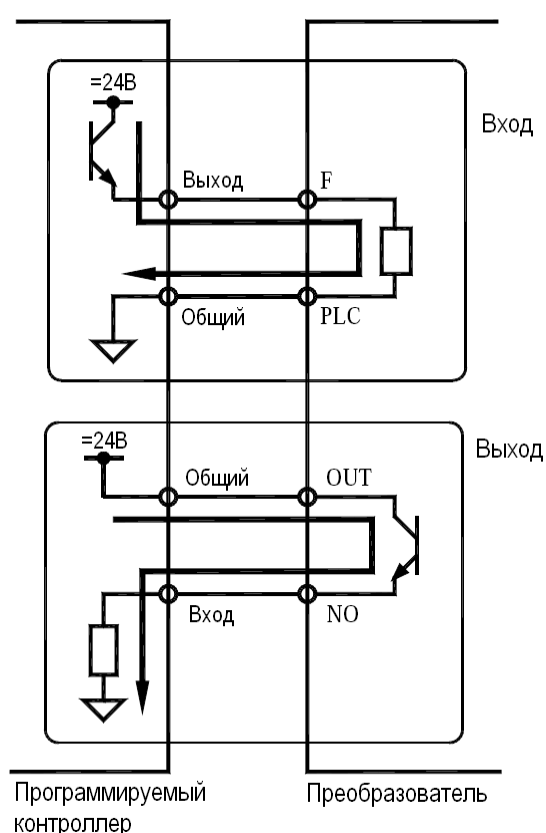 =24В
Вход
Выход
F
Общий
PLC
=24В
Выход
Общий
OUT
Вход
NO
Программируемый
контроллер
Преобразователь